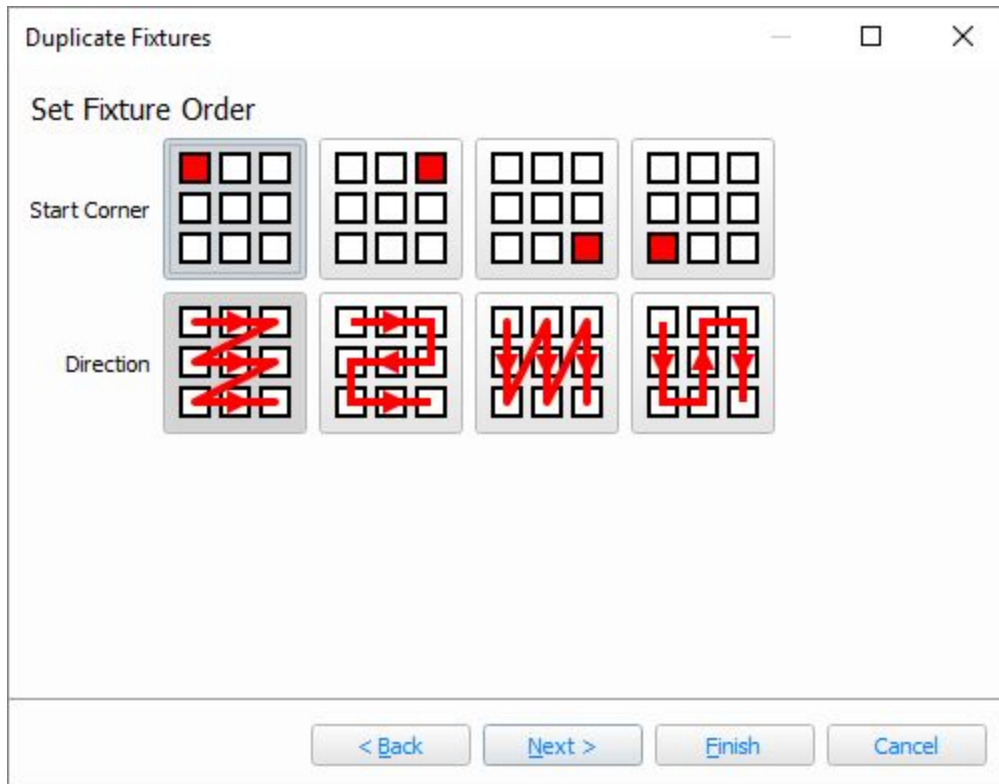 Duplicate Fixtures
Set Fixture Order
Start Corner
Direction
< Back
Next >
Finish
Cancel